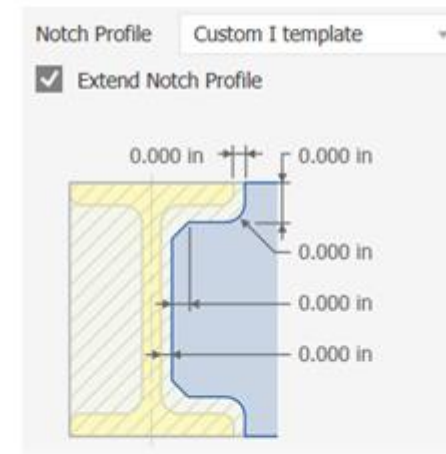 Notch Profile Custom I template
Extend Notch Profile
0.000 in 0.000 in
0.000 in
0.000 in
0.000 in